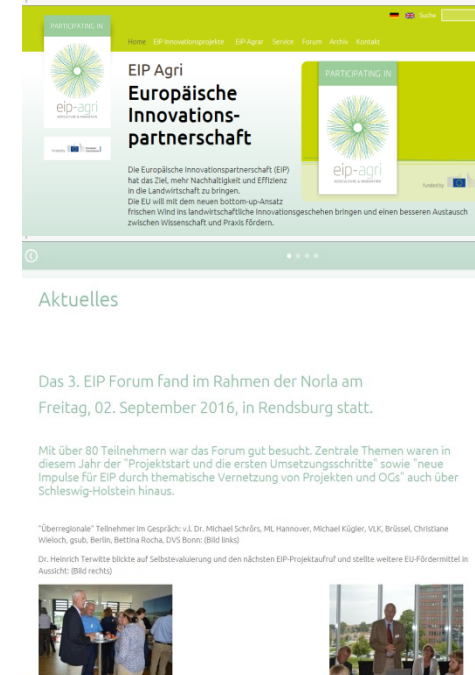 PARTICIPATING IN
Suche
Home EIP-Innovationsprojekte EIP-Agrar Service Forum Archiv Kontakt
eip-agri
AGRICULTURE & INNOVATION
funded by
EIP Agri
Europäische
Innovations-
partnerschaft
PARTICIPATING IN
eip-agri
AGRICULTURE & INNOVATION
funded by
Die Europäische Innovationspartnerschaft (EIP)
hat das Ziel, mehr Nachhaltigkeit und Effizienz
in die Landwirtschaft zu bringen.
Die EU will mit dem neuen bottom-up-Ansatz
frischen Wind ins landwirtschaftliche Innovationsgeschehen bringen und einen besseren Austausch
zwischen Wissenschaft und Praxis fördern.
Aktuelles
Das 3. EIP Forum fand im Rahmen der Norla am
Freitag, 02. September 2016, in Rendsburg statt.
Mit über 80 Teilnehmern war das Forum gut besucht. Zentrale Themen waren in
diesem Jahr der "Projektstart und die ersten Umsetzungsschritte" sowie "neue
Impulse für EIP durch thematische Vernetzung von Projekten und OGs" auch über
Schleswig-Holstein hinaus.
"Überregionale" Teilnehmer im Gespräch: v.l. Dr. Michael Schrörs, ML Hannover, Michael Kügler, VLK, Brüssel, Christiane
Wieloch, gsub, Berlin, Bettina Rocha, DVS Bonn: (Bild links)
Dr. Heinrich Terwitte blickte auf Selbstevaluierung und den nächsten EIP-Projektaufruf und stellte weitere EU-Fördermittel in
Aussicht: (Bild rechts)